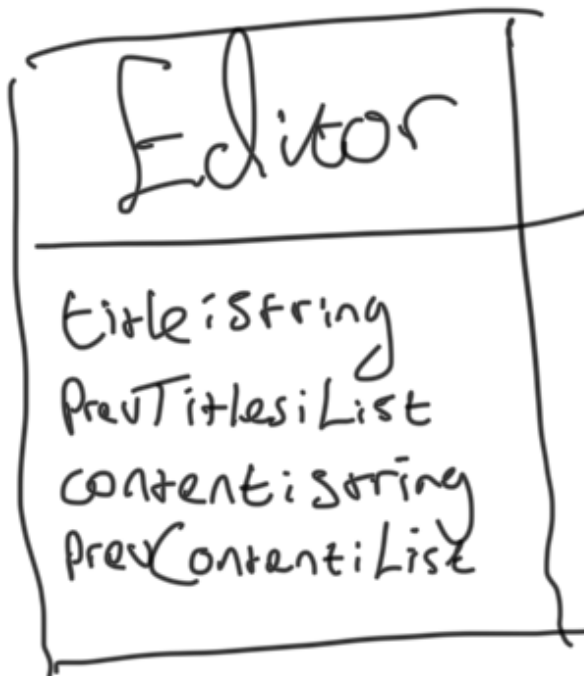 Editor
title:string
prevTitles:List
content:string
prevContent:List